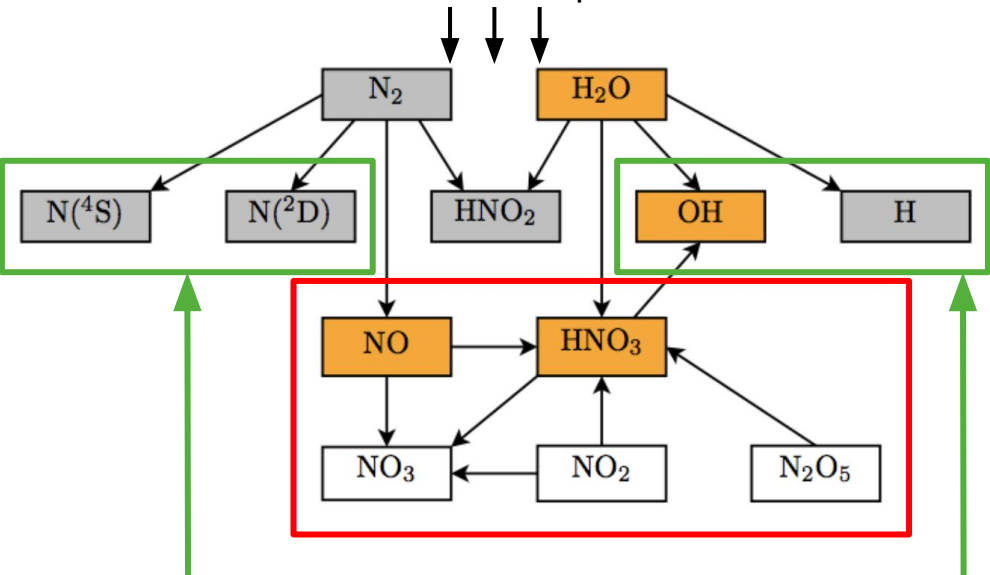 N₂
H₂O
N(⁴S)
N(²D)
HNO₂
OH
H
NO
HNO₃
NO₃
NO₂
N₂O₅